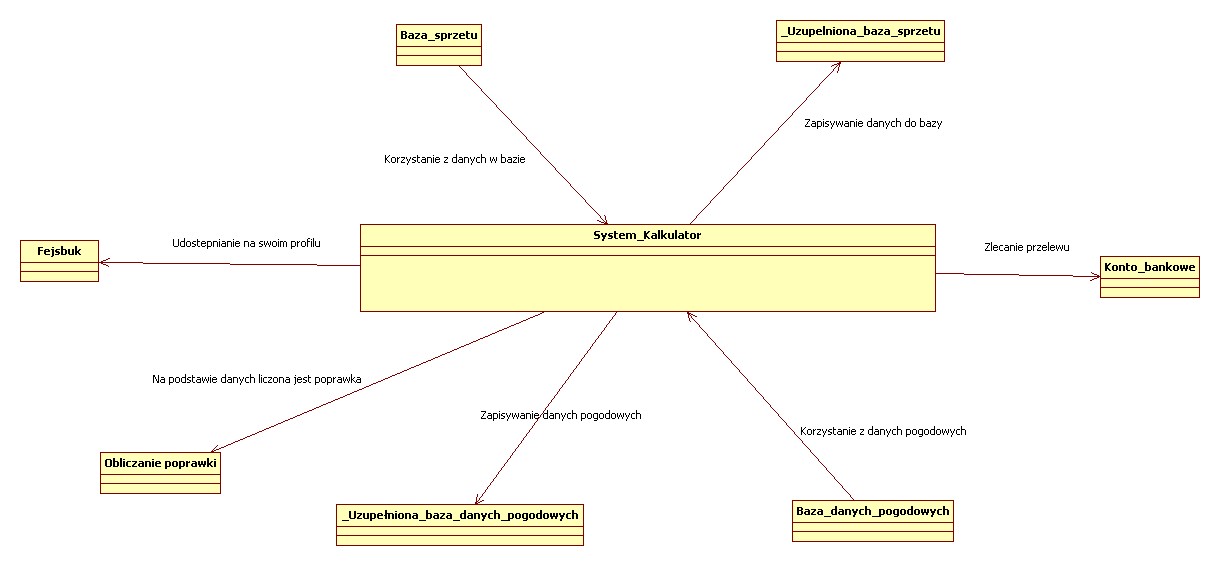 Baza_sprzetu
_Uzupelniona_baza_sprzetu
Zapisywanie danych do bazy
Korzystanie z danych w bazie
System_Kalkulator
Udostepnianie na swoim profilu
Fejsbuk
Zlecanie przelewu
Konto_bankowe
Na podstawie danych liczona jest poprawka
Zapisywanie danych pogodowych
Korzystanie z danych pogodowych
Obliczanie poprawki
_Uzupełniona_baza_danych_pogodowych
Baza_danych_pogodowych